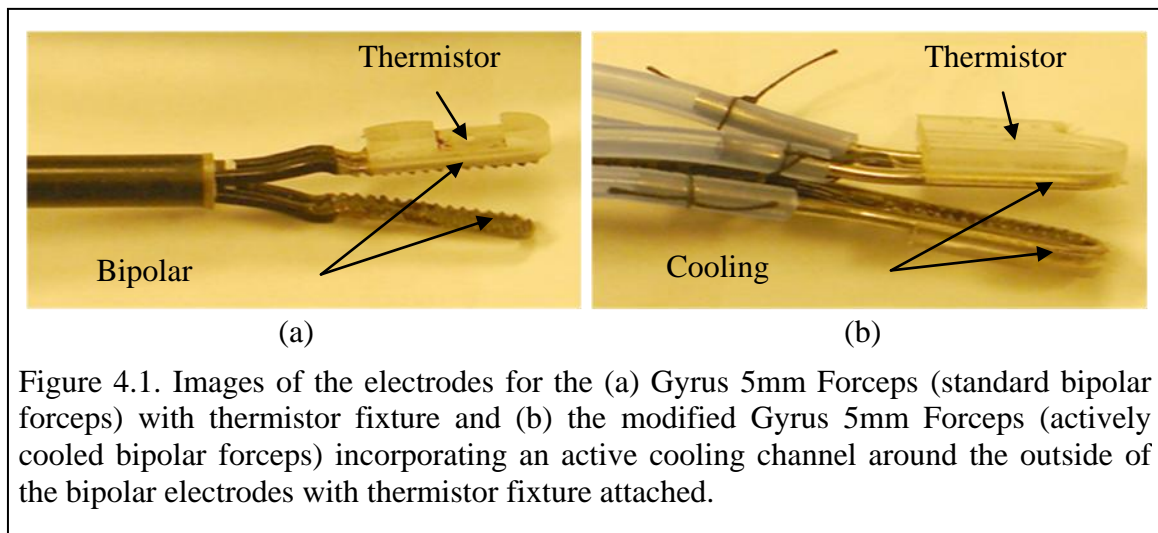 Thermistor
Bipolar
(a)
Thermistor
Cooling
(b)
Figure 4.1. Images of the electrodes for the (a) Gyrus 5mm Forceps (standard bipolar
forceps) with thermistor fixture and (b) the modified Gyrus 5mm Forceps (actively
cooled bipolar forceps) incorporating an active cooling channel around the outside of
the bipolar electrodes with thermistor fixture attached.